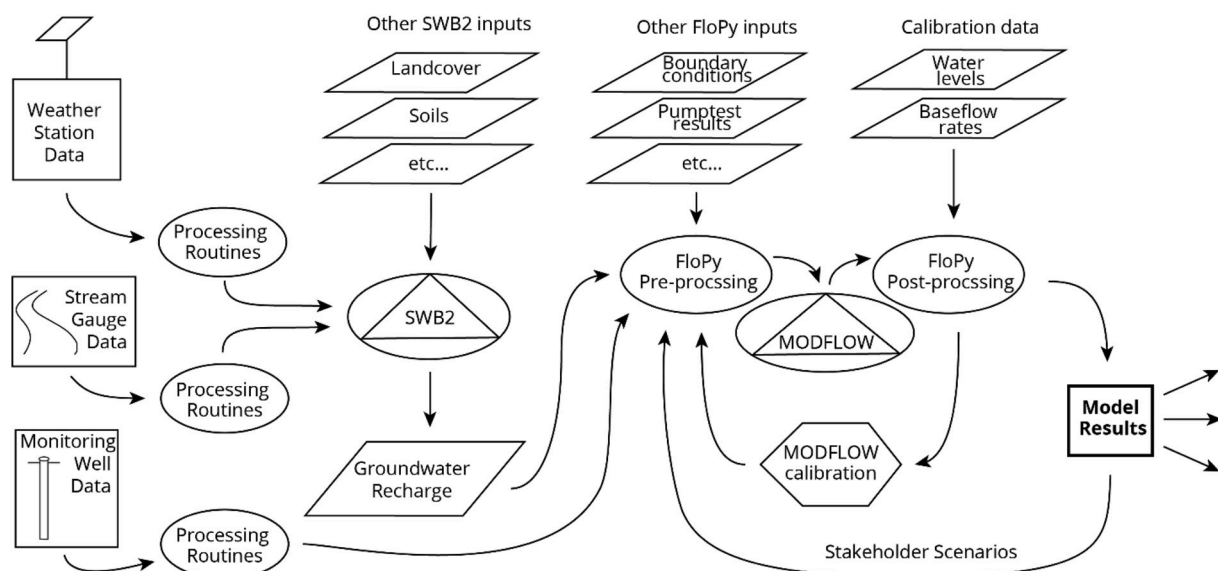 Other SWB2 inputs
Landcover
Soils
etc...
Other FloPy inputs
Boundary
conditions
Pumptest
results
etc...
Calibration data
Water
levels
Baseflow
rates
Weather
Station
Data
Processing
Routines
Stream
Gauge
Data
Processing
Routines
SWB2
FloPy
Pre-procssing
MODFLOW
FloPy
Post-procssing
Model
Results
Monitoring
Well
Data
Processing
Routines
Groundwater
Recharge
MODFLOW
calibration
Stakeholder Scenarios